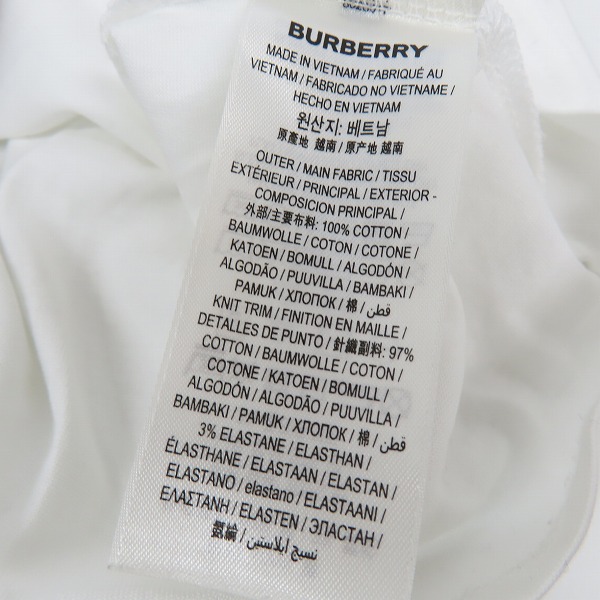 BURBERRY
MADE IN VIETNAM / FABRIQUÉ AU
VIETNAM / FABRICADO NO VIETNAME /
HECHO EN VIETNAM
원산지: 베트남
原產地 越南 / 原产地 越南
OUTER / MAIN FABRIC / TISSU
EXTÉRIEUR / PRINCIPAL / EXTERIOR -
COMPOSICION PRINCIPAL /
外部/主要布料: 100% COTTON /
BAUMWOLLE / COTON / COTONE /
KATOEN / BOMULL / ALGODÓN /
ALGODÃO / PUUVILLA / BAMBAKI /
PAMUK / ХЛОПОК / 棉 / قطن
KNIT TRIM / FINITION EN MAILLE /
DETALLES DE PUNTO / 針織副料: 97%
COTTON / BAUMWOLLE / COTON /
COTONE / KATOEN / BOMULL /
ALGODÓN / ALGODÃO / PUUVILLA /
BAMBAKI / PAMUK / ХЛОПОК / 棉 / قطن
3% ELASTANE / ELASTHAN /
ÉLASTHANE / ELASTAAN / ELASTAN /
ELASTANO / elastano / ELASTAANI /
ΕΛΑΣΤΑΝΗ / ELASTEN / ЭЛАСТАН /
氨綸 / نسيج إيلاستين